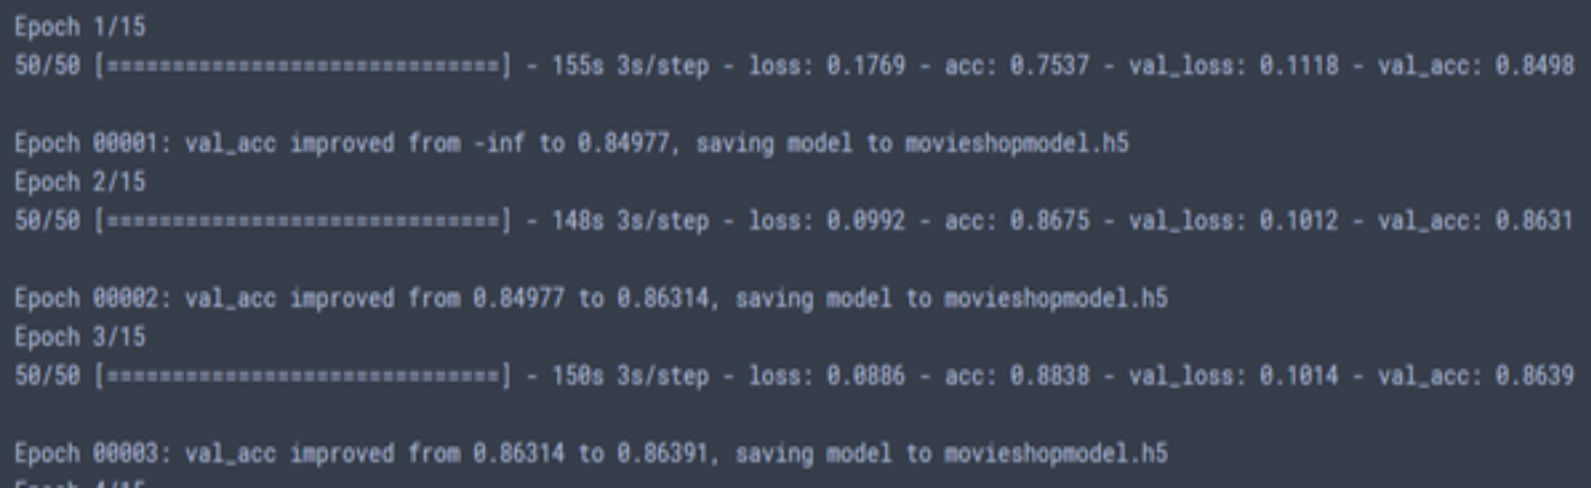 Epoch 1/15
50/50 [==============================] - 155s 3s/step - loss: 0.1769 - acc: 0.7537 - val_loss: 0.1118 - val_acc: 0.8498
Epoch 00001: val_acc improved from -inf to 0.84977, saving model to movieshopmodel.h5
Epoch 2/15
50/50 [==============================] - 148s 3s/step - loss: 0.0992 - acc: 0.8675 - val_loss: 0.1012 - val_acc: 0.8631
Epoch 00002: val_acc improved from 0.84977 to 0.86314, saving model to movieshopmodel.h5
Epoch 3/15
50/50 [==============================] - 150s 3s/step - loss: 0.0886 - acc: 0.8838 - val_loss: 0.1014 - val_acc: 0.8639
Epoch 00003: val_acc improved from 0.86314 to 0.86391, saving model to movieshopmodel.h5
Epoch 4/15